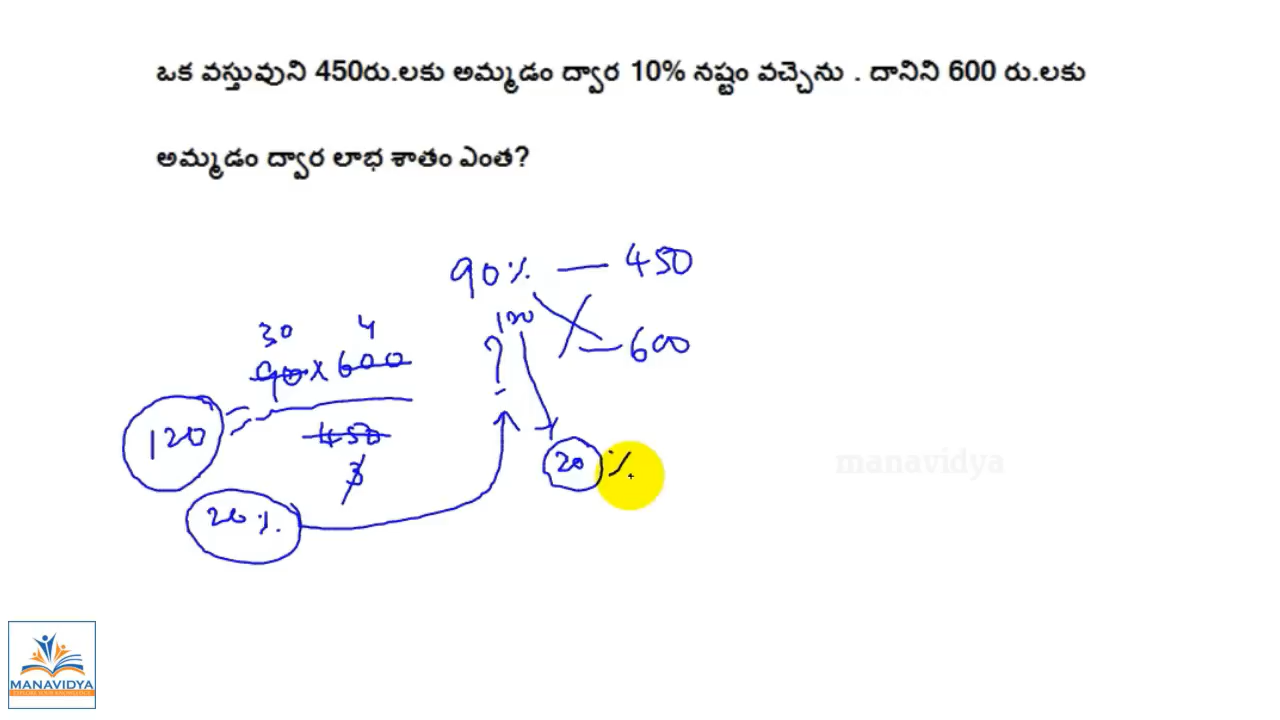 ఒక వస్తువుని 450రు.లకు అమ్మడం ద్వార 10% నష్టం వచ్చెను . దానిని 600 రు.లకు
అమ్మడం ద్వార లాభ శాతం ఎంత?
90% — 450
120
? — 600
30 4
90 x 600
120 =
450
3
20 %
20%.
manavidya
MANAVIDYA